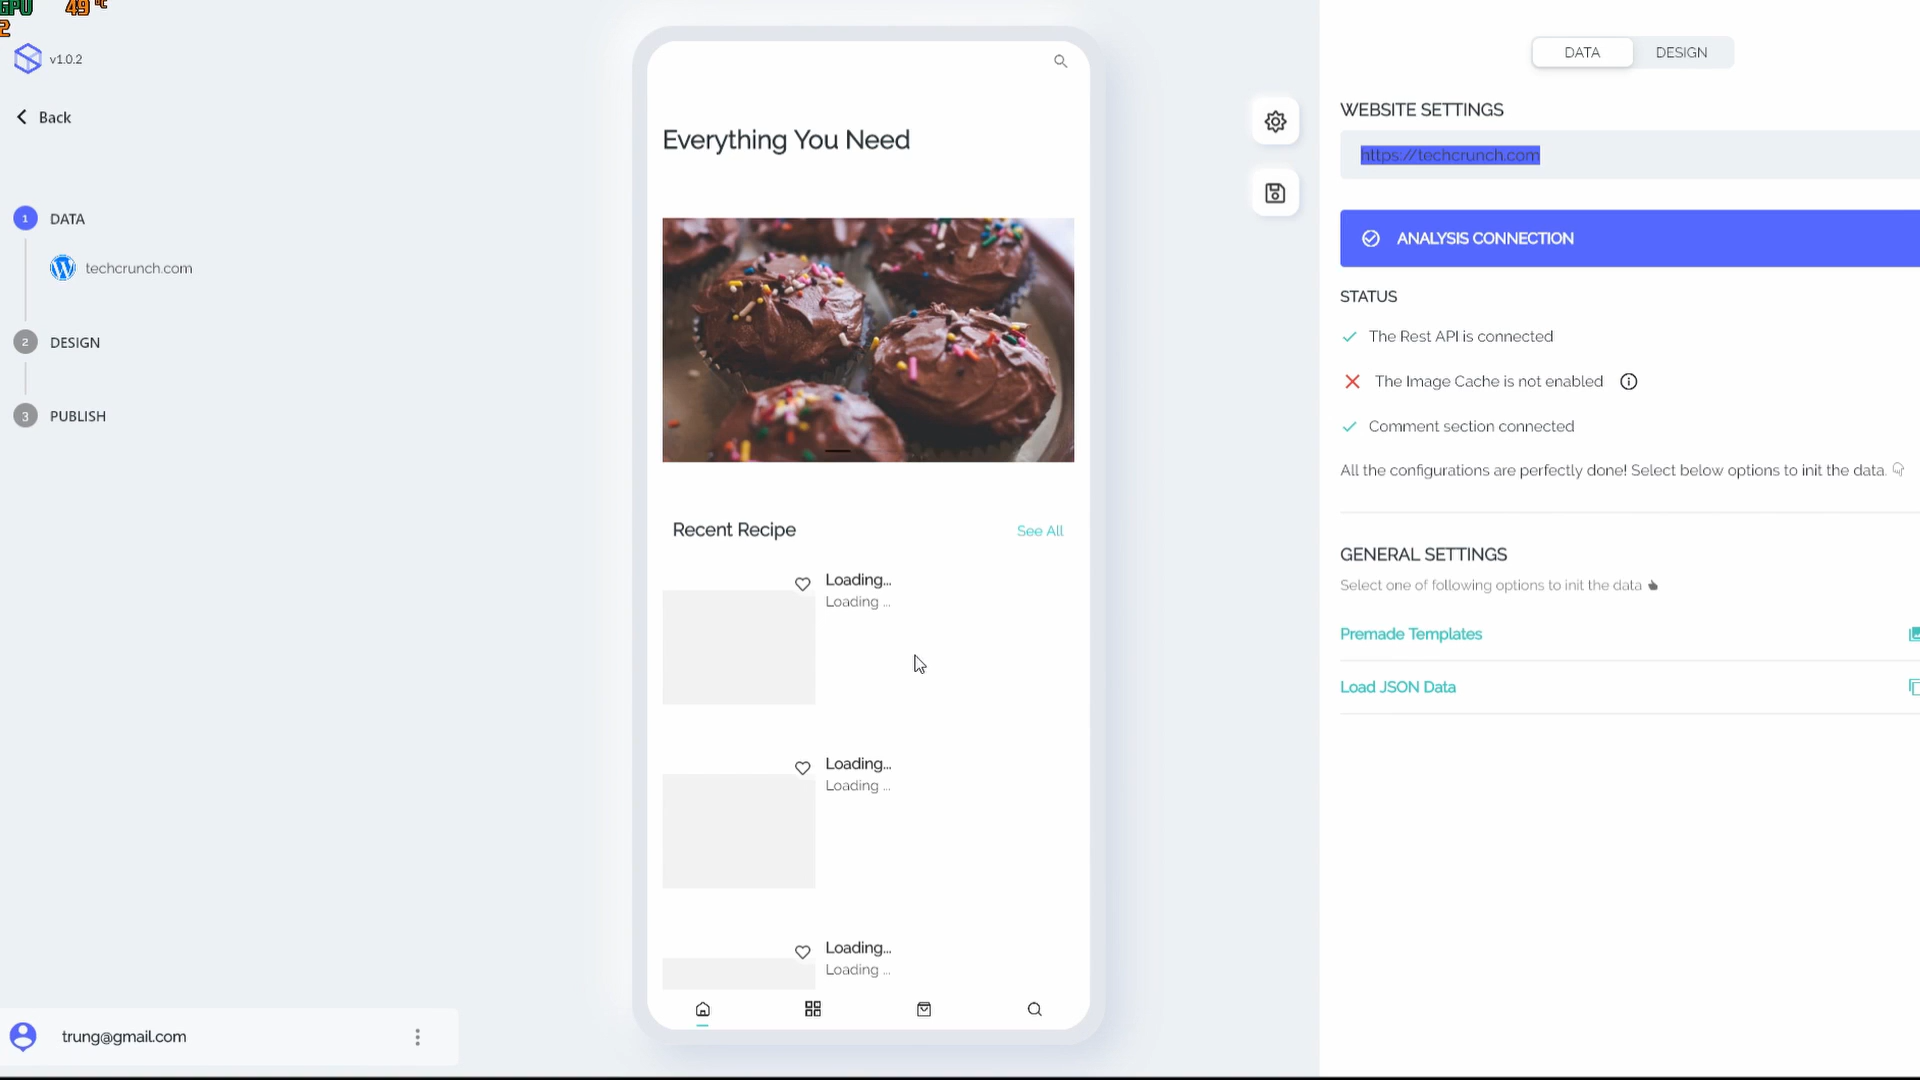 GPU 49 °C
2
v1.0.2
Back
1 DATA
techcrunch.com
2 DESIGN
3 PUBLISH
trung@gmail.com
Everything You Need
Recent Recipe See All
Loading...
Loading ...
Loading...
Loading ...
Loading...
Loading ...
DATA DESIGN
WEBSITE SETTINGS
https://techcrunch.com
ANALYSIS CONNECTION
STATUS
The Rest API is connected
The Image Cache is not enabled
Comment section connected
All the configurations are perfectly done! Select below options to init the data.
GENERAL SETTINGS
Select one of following options to init the data
Premade Templates
Load JSON Data